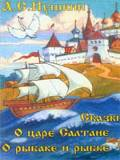 А.С.Пушкин
Сказки
О царе Салтане
О рыбаке и рыбке